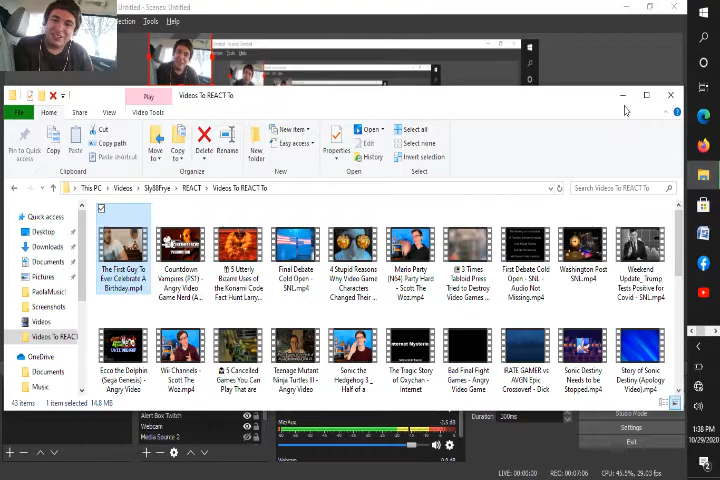 Untitled - Scenes: Untitled
Tools Help
Play
Videos To REACT To
File Home Share View Video Tools
Pin to Quick access
Copy
Paste
Cut
Copy path
Paste shortcut
Clipboard
Move to
Copy to
Delete
Rename
Organize
New folder
New item
Easy access
New
Properties
Open
Edit
History
Open
Select all
Select none
Invert selection
Select
This PC > Videos > Sly88Frye > REACT > Videos To REACT To
Search Videos To REACT To
Quick access
Desktop
Downloads
Documents
Pictures
PaolaMusic!
Screenshots
Videos
Videos To REACT
OneDrive
Documents
Music
The First Guy To Ever Celebrate A Birthday.mp4
Countdown Vampires (PS1) - Angry Video Game Nerd (A...
5 Utterly Bizarre Uses of the Konami Code Fact Hunt Larry...
Final Debate Cold Open - SNL.mp4
4 Stupid Reasons Why Video Game Characters Changed Their ...
Mario Party (N64) Party Hard - Scott The Woz.mp4
3 Times Tabloid Press Tried to Destroy Video Games ...
First Debate Cold Open - SNL - Audio Not Missing.mp4
Washington Post SNL.mp4
Weekend Update_Trump Tests Positive for Covid - SNL.mp4
Ecco the Dolphin (Sega Genesis) - Angry Video
Wii Channels - Scott The Woz.mp4
5 Cancelled Games You Can Play That are
Teenage Mutant Ninja Turtles III - Angry Video
Sonic the Hedgehog 3 _ Half of a
The Tragic Story of Oxychan - Internet
Bad Final Fight Games - Angry Video Game
IRATE GAMER vs AVGN Epic Crossover! - Dick
Sonic Destiny Needs to be Stopped.mp4
Story of Sonic Destiny (Apology Video).mp4
43 items 1 item selected 14.8 MB
Alert Box Twitch
Webcam
Media Source 2
Mic/Aux
Webcam
Duration 300ms
Studio Mode
Settings
Exit
LIVE: 00:00:00 REC: 00:07:06 CPU: 45.5%, 29.03 fps
1:38 PM
10/29/2020